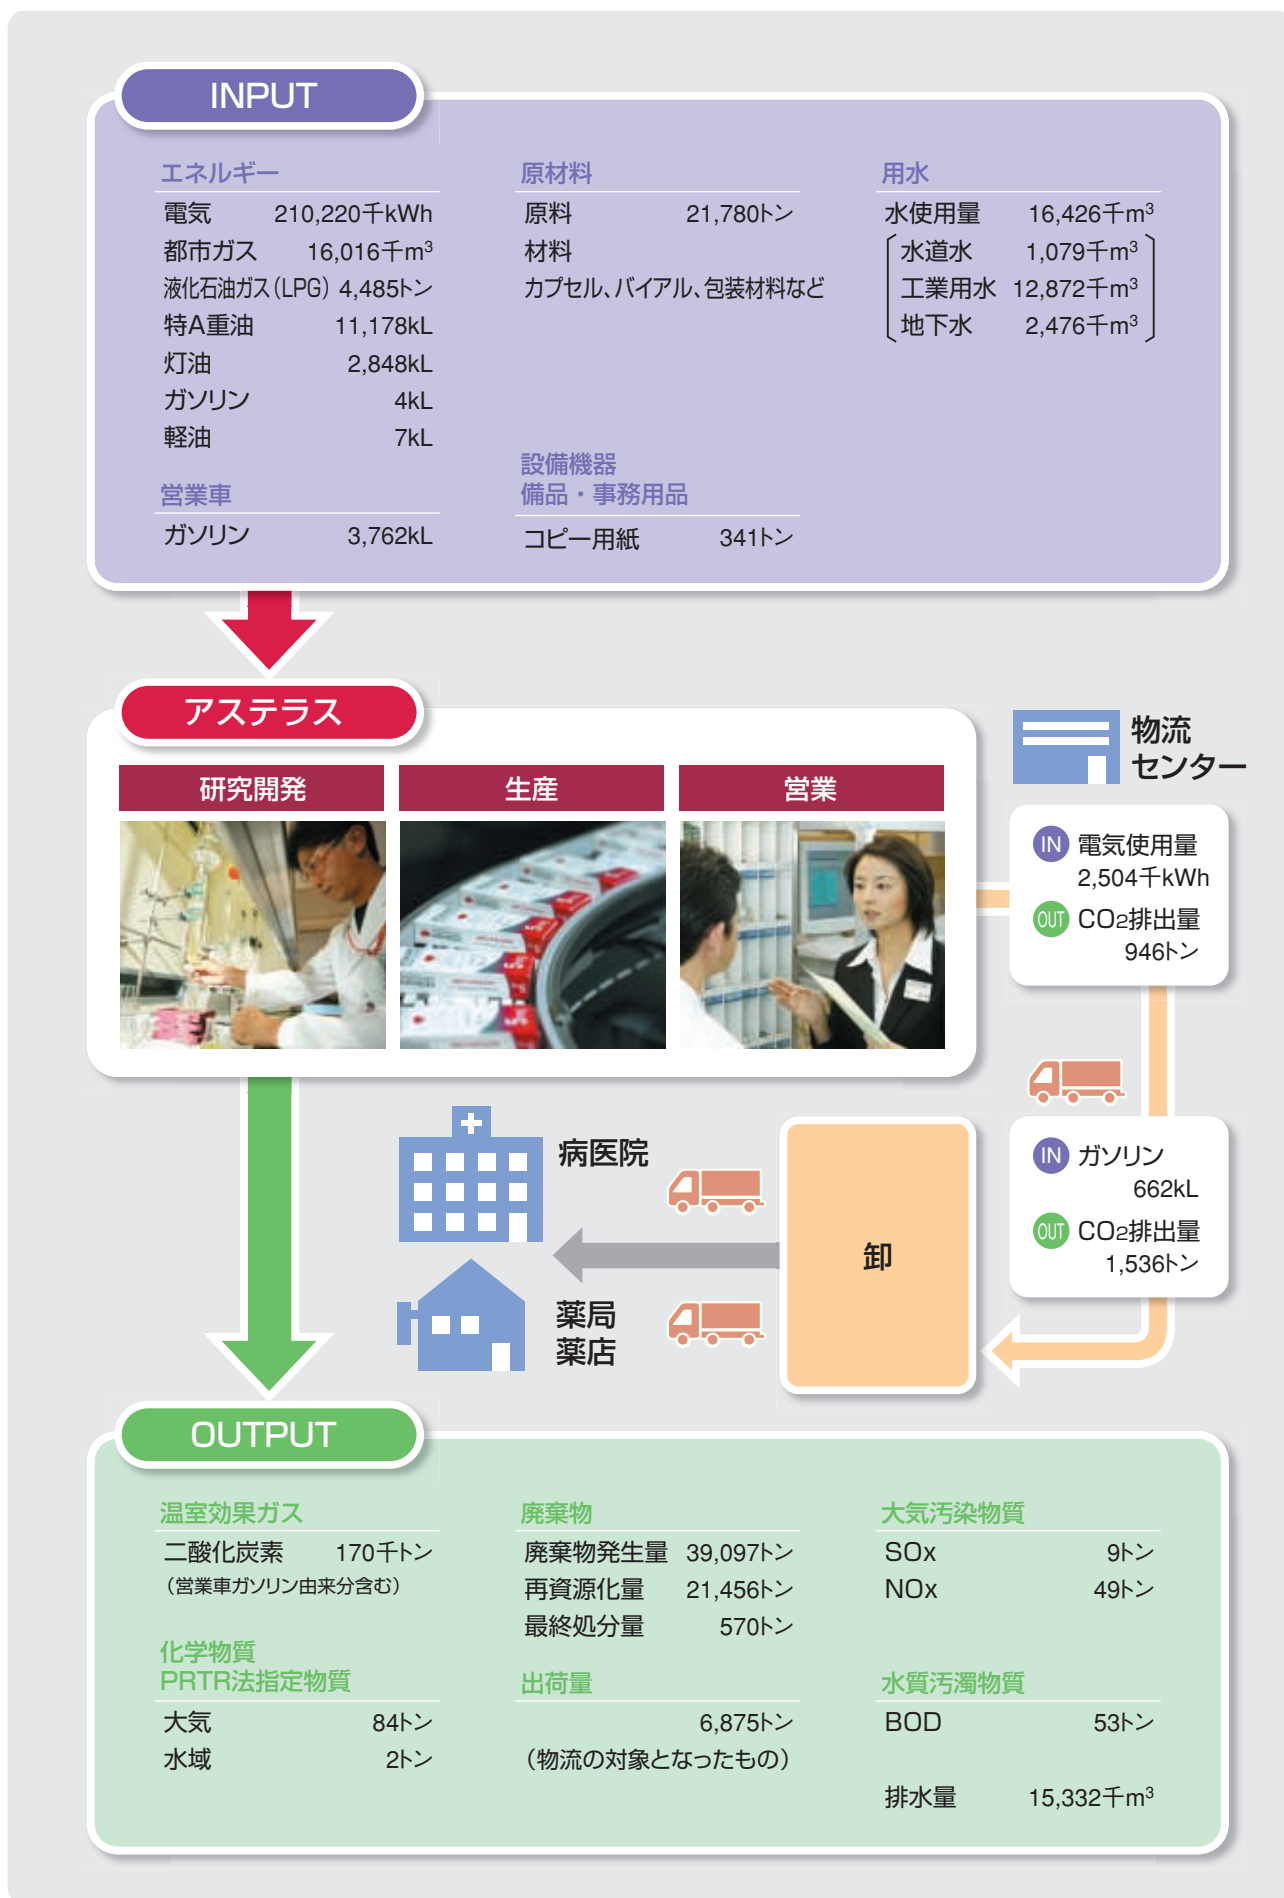 INPUT
エネルギー
電気 210,220千kWh
都市ガス 16,016千m³
液化石油ガス(LPG) 4,485トン
特A重油 11,178kL
灯油 2,848kL
ガソリン 4kL
軽油 7kL
営業車
ガソリン 3,762kL
原材料
原料 21,780トン
材料
カプセル、バイアル、包装材料など
設備機器
備品・事務用品
コピー用紙 341トン
用水
水使用量 16,426千m³
水道水 1,079千m³
工業用水 12,872千m³
地下水 2,476千m³
アステラス
研究開発
生産
営業
物流
センター
IN 電気使用量
2,504千kWh
OUT CO2排出量
946トン
IN ガソリン
662kL
OUT CO2排出量
1,536トン
卸
病医院
薬局
薬店
OUTPUT
温室効果ガス
二酸化炭素 170千トン
(営業車ガソリン由来分含む)
化学物質
PRTR法指定物質
大気 84トン
水域 2トン
廃棄物
廃棄物発生量 39,097トン
再資源化量 21,456トン
最終処分量 570トン
出荷量
6,875トン
(物流の対象となったもの)
大気汚染物質
SOx 9トン
NOx 49トン
水質汚濁物質
BOD 53トン
排水量 15,332千m³